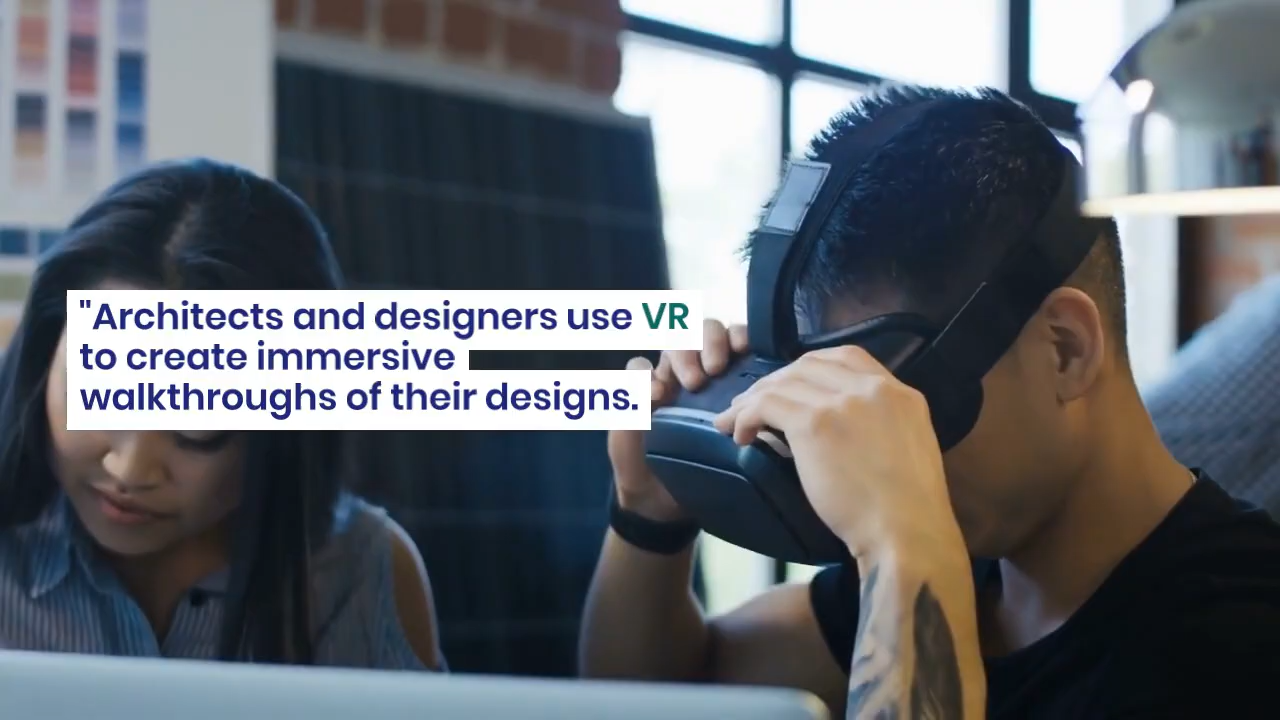 "Architects and designers use VR
to create immersive
walkthroughs of their designs.